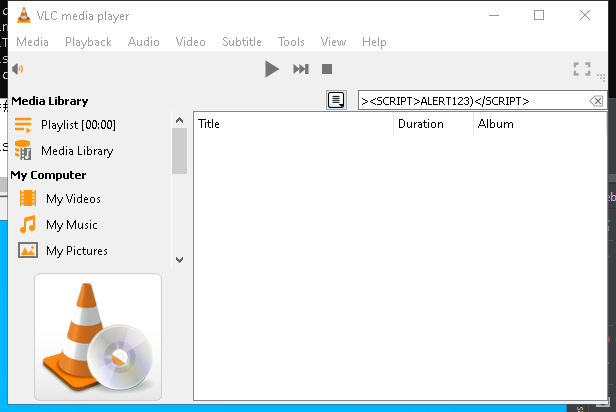 VLC media player
Media Playback Audio Video Subtitle Tools View Help
Media Library
><SCRIPT>ALERT123)</SCRIPT>
Playlist [00:00]
Title Duration Album
Media Library
My Computer
My Videos
My Music
My Pictures